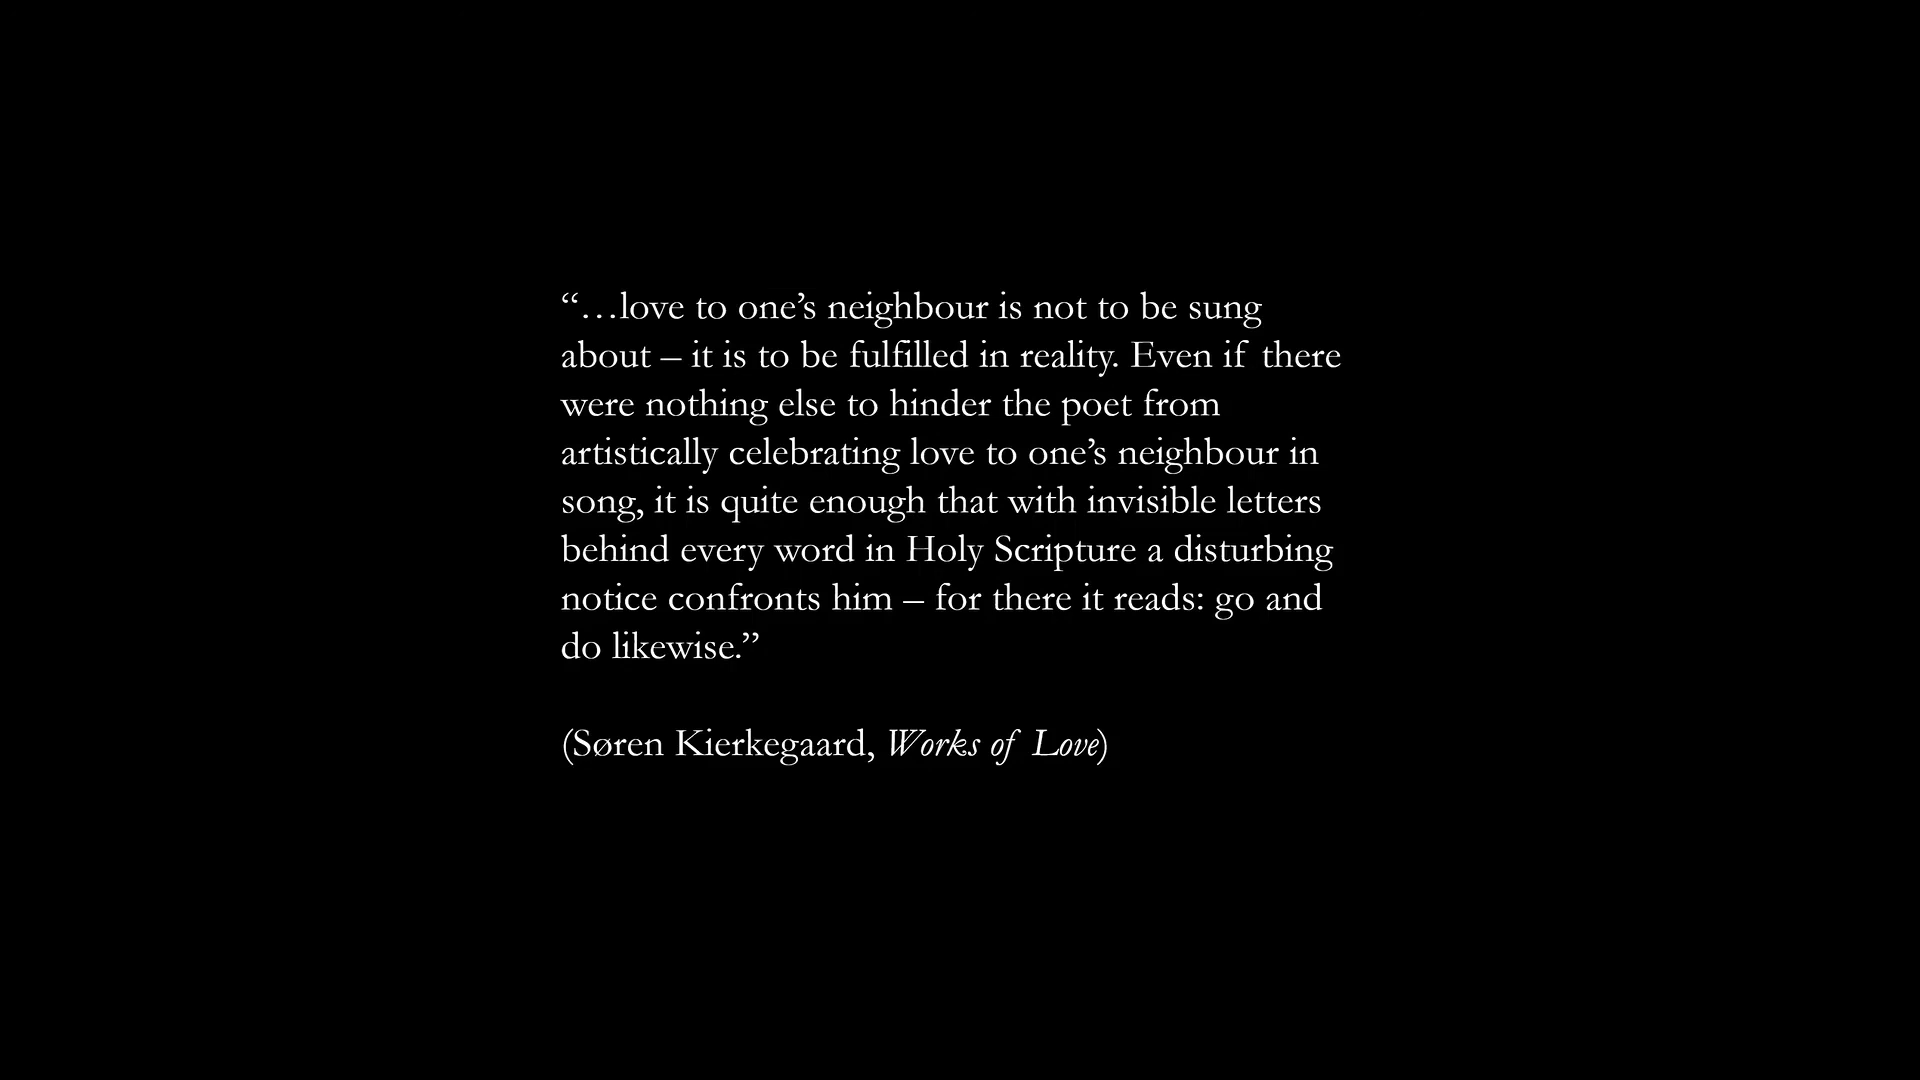 “…love to one’s neighbour is not to be sung
about – it is to be fulfilled in reality. Even if there
were nothing else to hinder the poet from
artistically celebrating love to one’s neighbour in
song, it is quite enough that with invisible letters
behind every word in Holy Scripture a disturbing
notice confronts him – for there it reads: go and
do likewise.”
(Søren Kierkegaard, Works of Love)